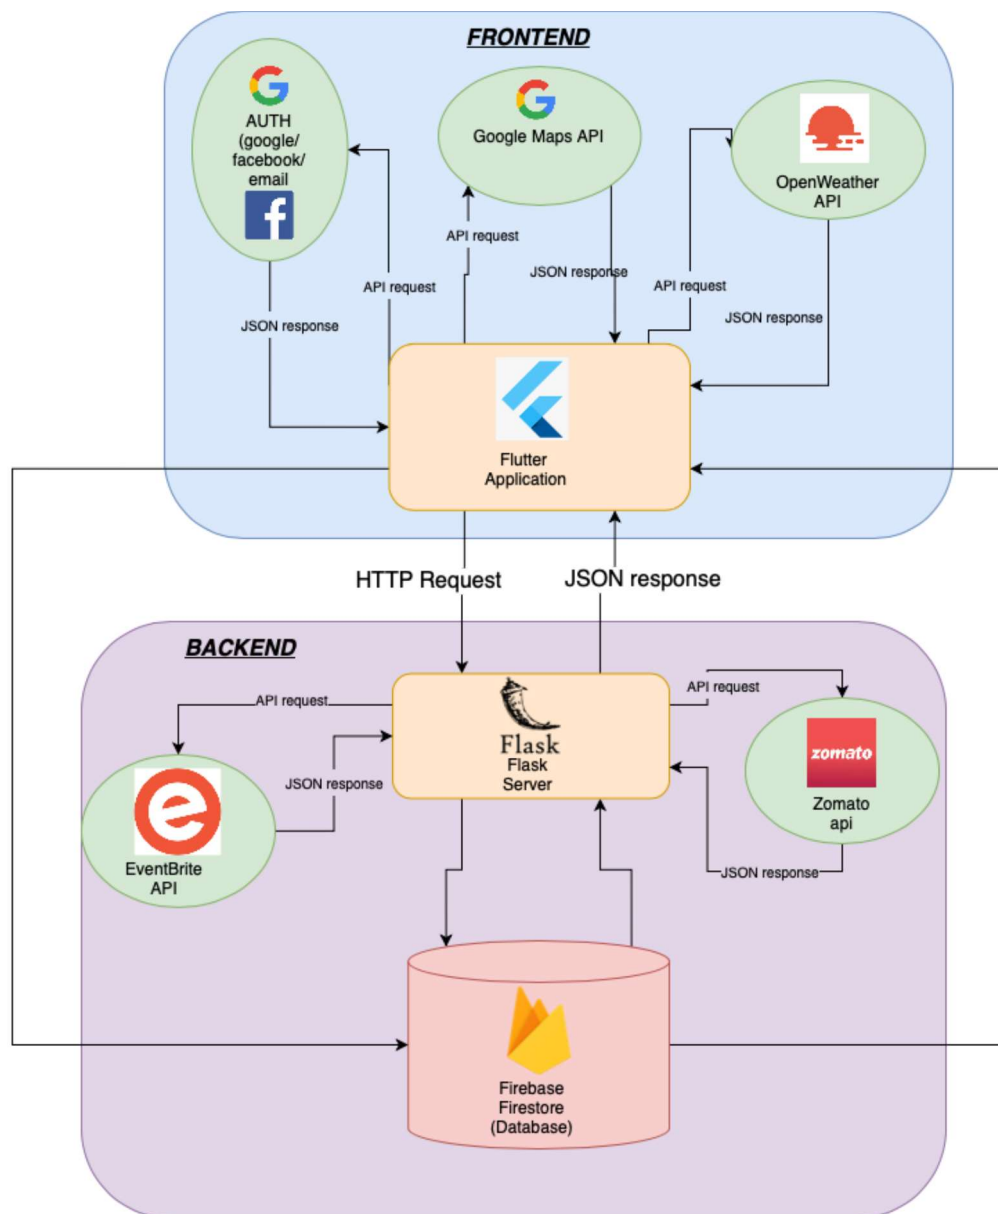 FRONTEND
AUTH
(google/
facebook/
email
Google Maps API
OpenWeather
API
API request
JSON response
API request
JSON response
API request
JSON response
Flutter
Application
HTTP Request
JSON response
BACKEND
API request
JSON response
Flask
Flask
Server
API request
zomato
Zomato
api
JSON response
EventBrite
API
Firebase
Firestore
(Database)